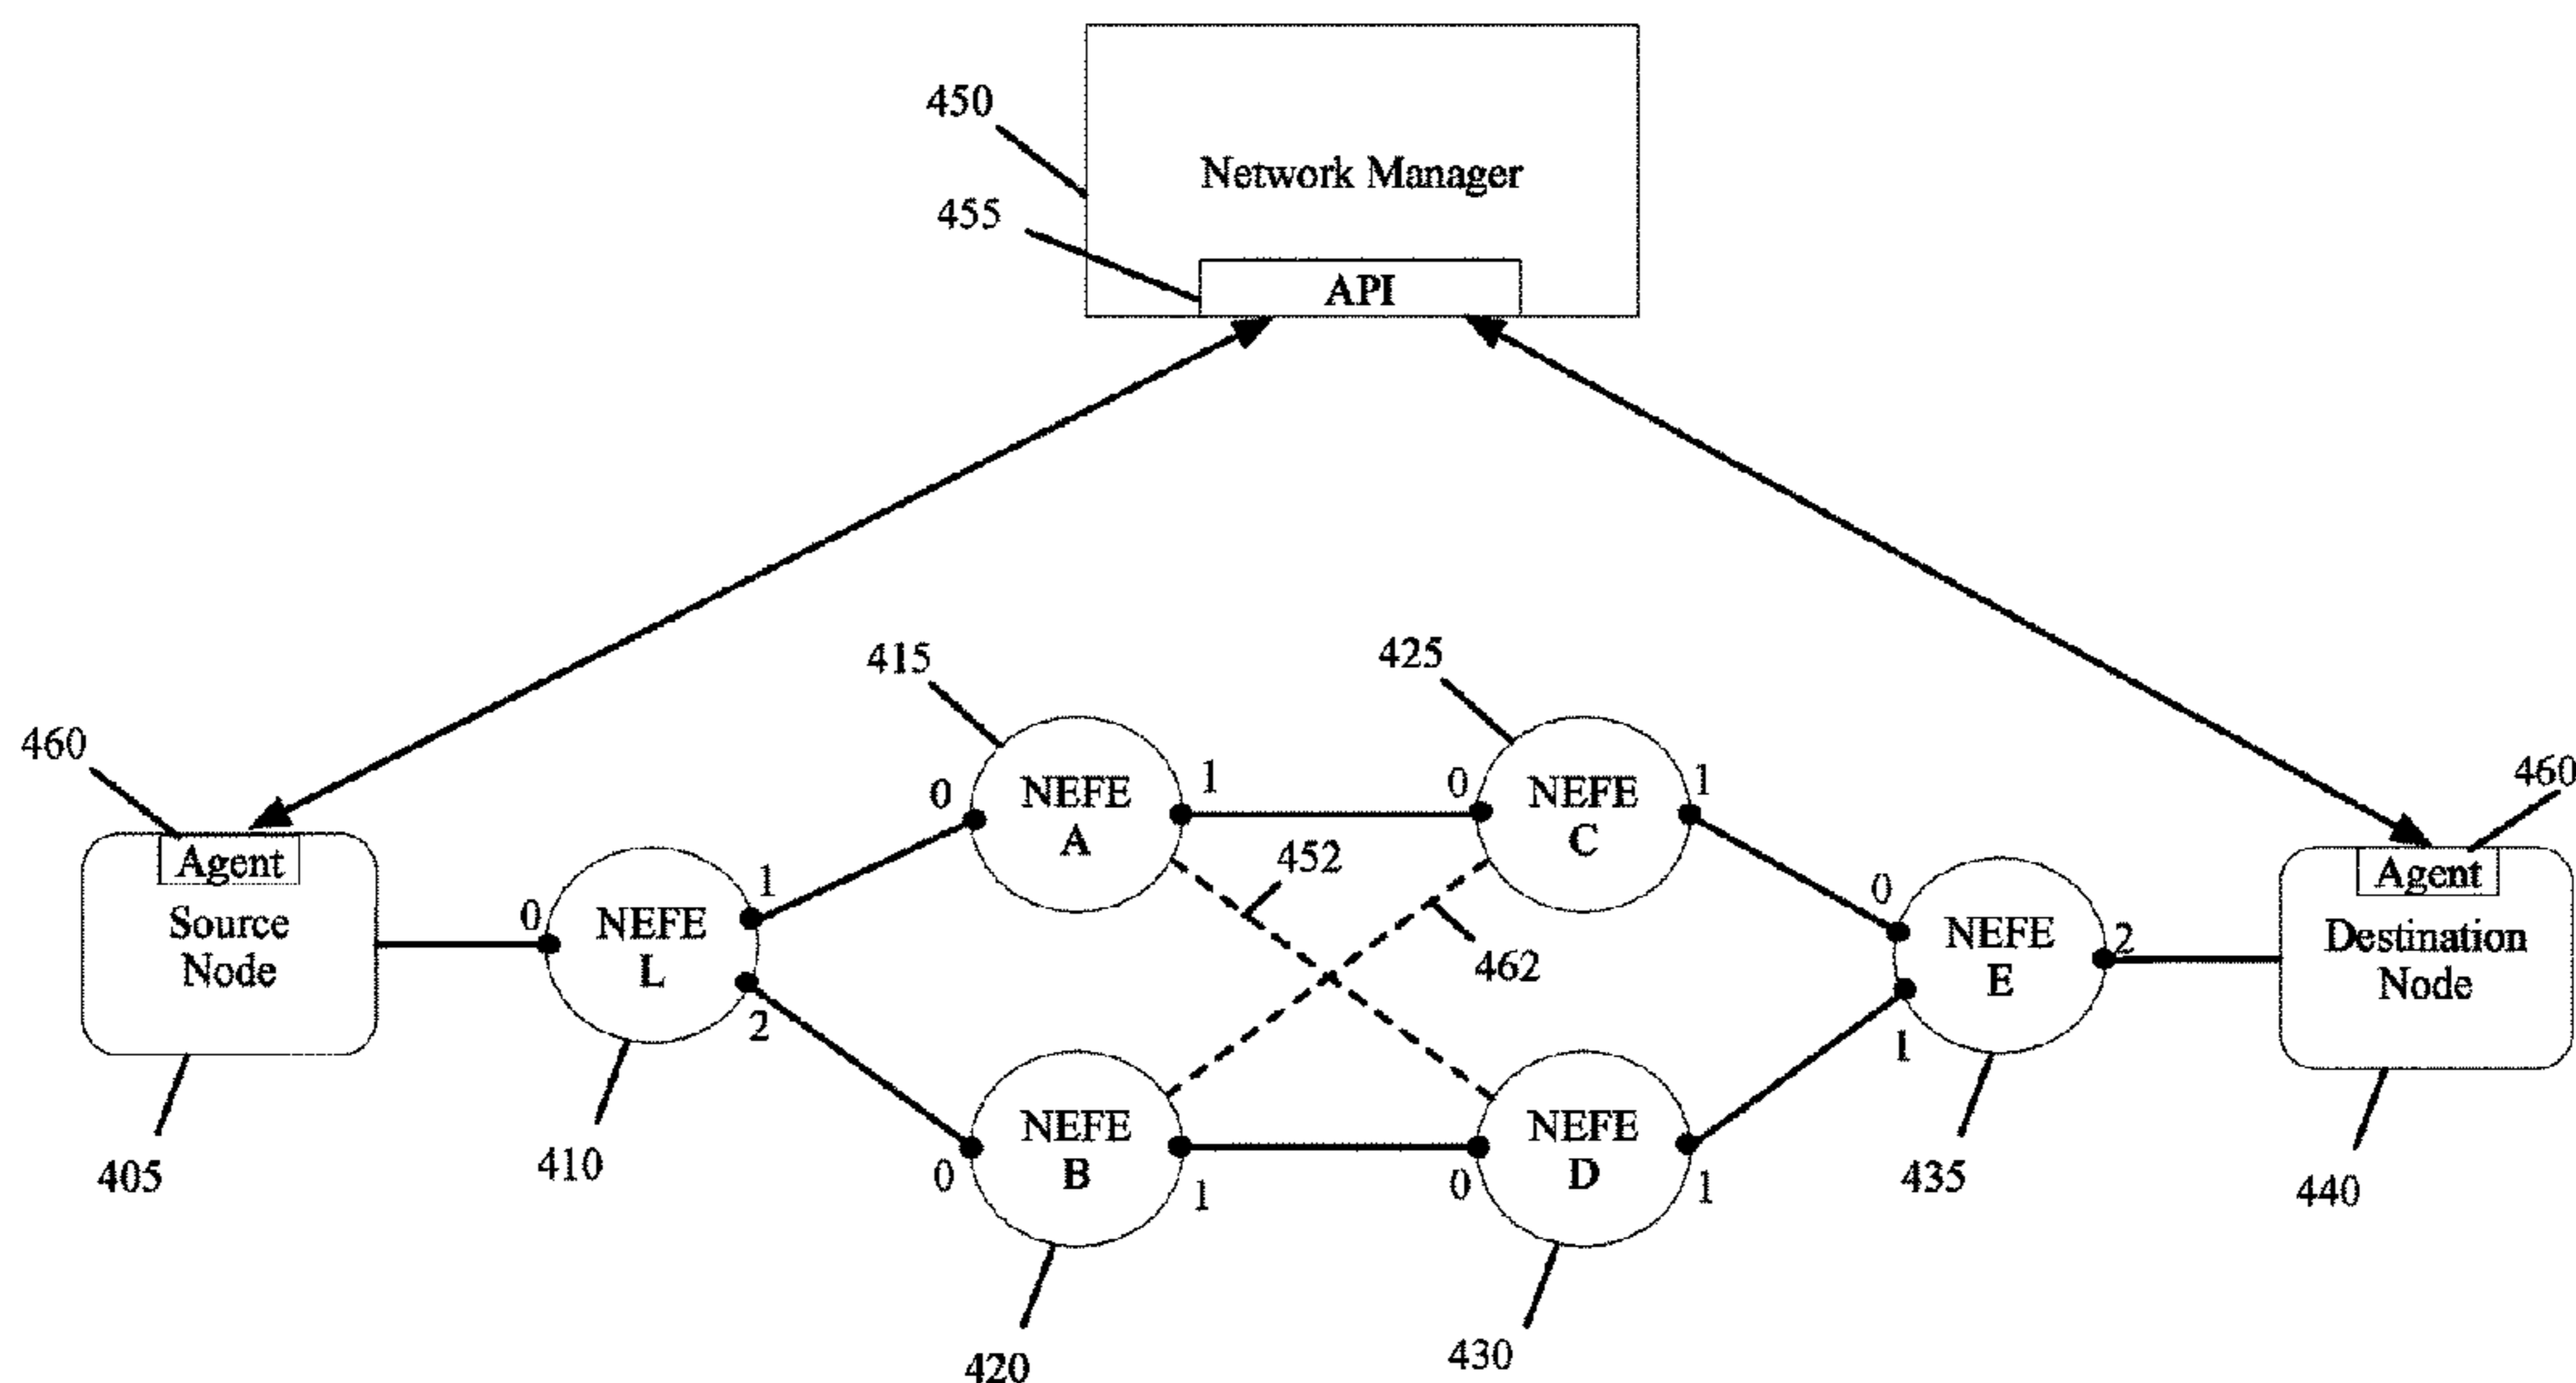 450
Network Manager
455
API
415
425
460
460
Agent
Source
Node
0
NEFE
L
1
2
0
NEFE
A
1
0
NEFE
C
1
452
462
0
NEFE
E
2
1
Agent
Destination
Node
NEFE
B
0
1
NEFE
D
0
1
405
410
435
440
420
430